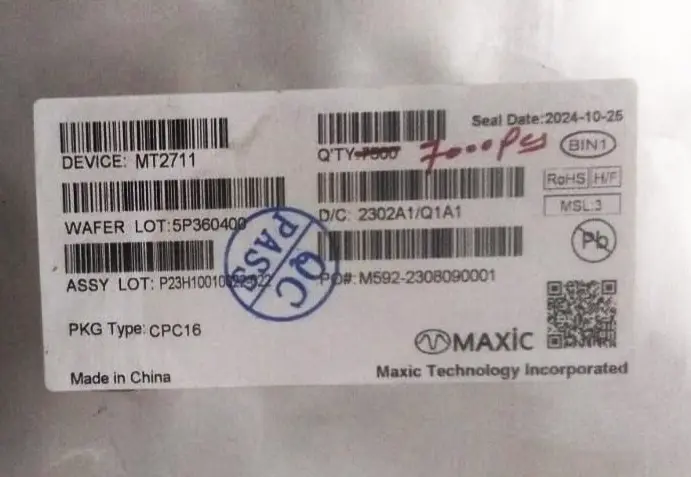 Seal Date:2024-10-25
DEVICE: MT2711
Q'TY 7000pcs
BIN1
RoHS H/F
WAFER LOT:5P360400
D/C: 2302A1/Q1A1
MSL:3
Pb
QC
PASS
ASSY LOT:
PO#: M592-2308090001
PKG Type: CPC16
MAXIC
Made in China
Maxic Technology Incorporated